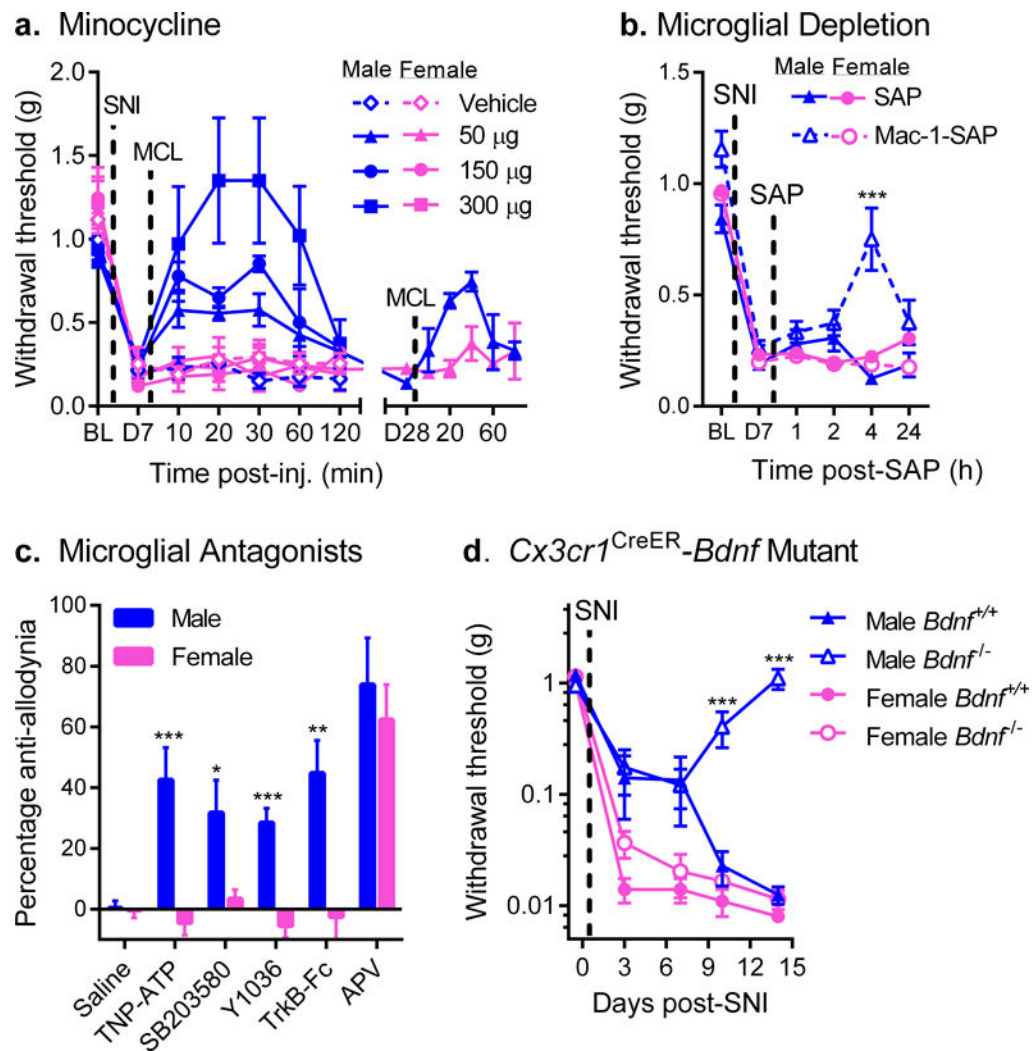 a. Minocycline
Male Female
Vehicle
50 µg
150 µg
300 µg
SNI
MCL
MCL
Withdrawal threshold (g)
2.0
1.5
1.0
0.5
0.0
BL D7 10 20 30 60 120 D28 20 60
Time post-inj. (min)
b. Microglial Depletion
Male Female
SAP
Mac-1-SAP
SNI
SAP
***
Withdrawal threshold (g)
1.5
1.0
0.5
0.0
BL D7 1 2 4 24
Time post-SAP (h)
c. Microglial Antagonists
Male
Female
*** * *** **
Percentage anti-allodynia
100
80
60
40
20
0
Saline
TNP-ATP
SB203580
Y1036
TrkB-Fc
APV
d. Cx3cr1CreER-Bdnf Mutant
SNI
Male Bdnf+/+
Male Bdnf-/-
Female Bdnf+/+
Female Bdnf-/-
*** ***
Withdrawal threshold (g)
1
0.1
0.01
0 3 6 9 12 15
Days post-SNI